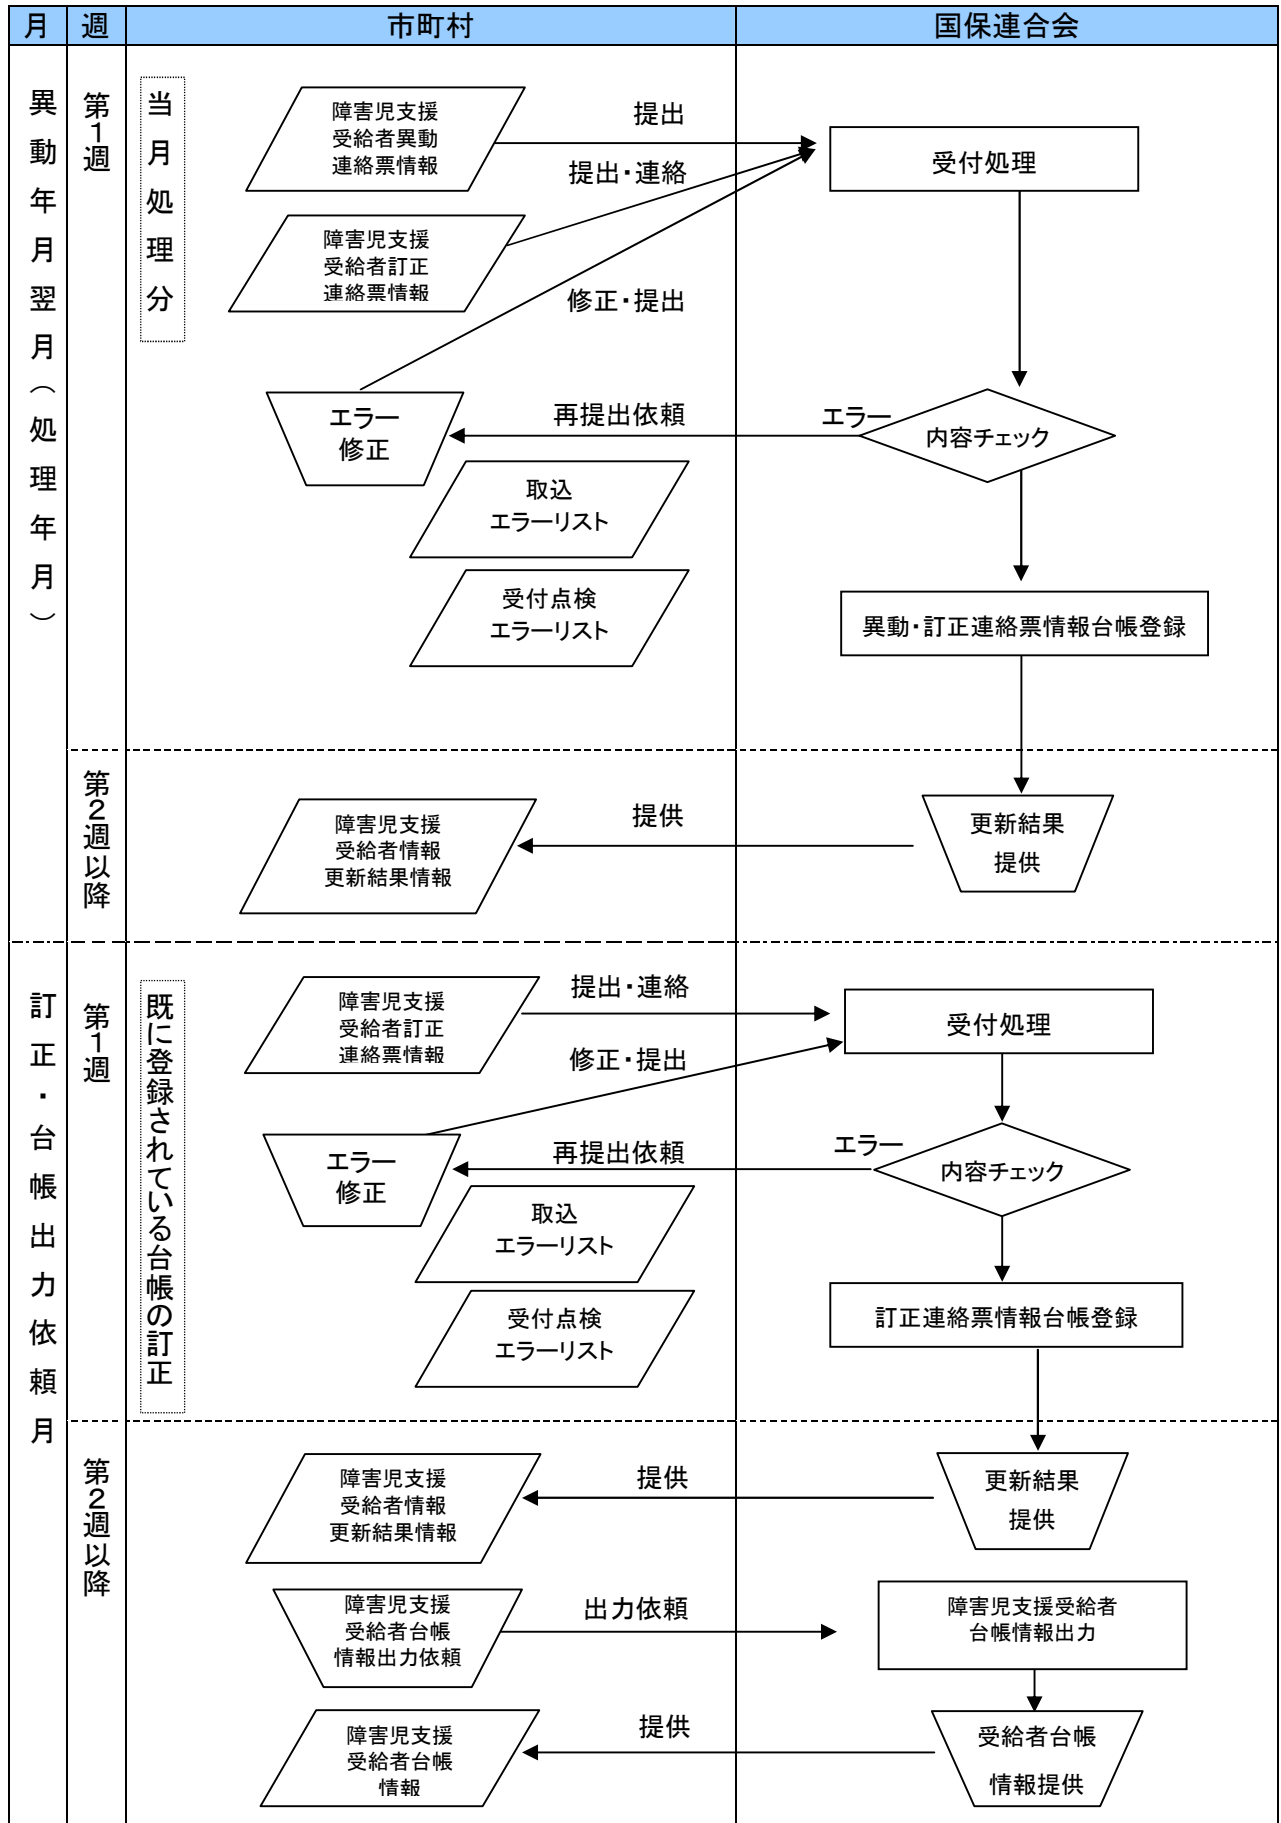 月
週
市町村
国保連合会
異動年月翌月（処理年月）
第1週
当月処理分
障害児支援
受給者異動
連絡票情報
提出
受付処理
提出・連絡
障害児支援
受給者訂正
連絡票情報
修正・提出
エラー
修正
再提出依頼
エラー
内容チェック
取込
エラーリスト
受付点検
エラーリスト
異動・訂正連絡票情報台帳登録
第2週以降
障害児支援
受給者情報
更新結果情報
提供
更新結果
提供
訂正・台帳出力依頼月
第1週
既に登録されている台帳の訂正
障害児支援
受給者訂正
連絡票情報
提出・連絡
受付処理
修正・提出
エラー
修正
再提出依頼
エラー
内容チェック
取込
エラーリスト
受付点検
エラーリスト
訂正連絡票情報台帳登録
第2週以降
障害児支援
受給者情報
更新結果情報
提供
更新結果
提供
障害児支援
受給者台帳
情報出力依頼
出力依頼
障害児支援受給者
台帳情報出力
障害児支援
受給者台帳
情報
提供
受給者台帳
情報提供